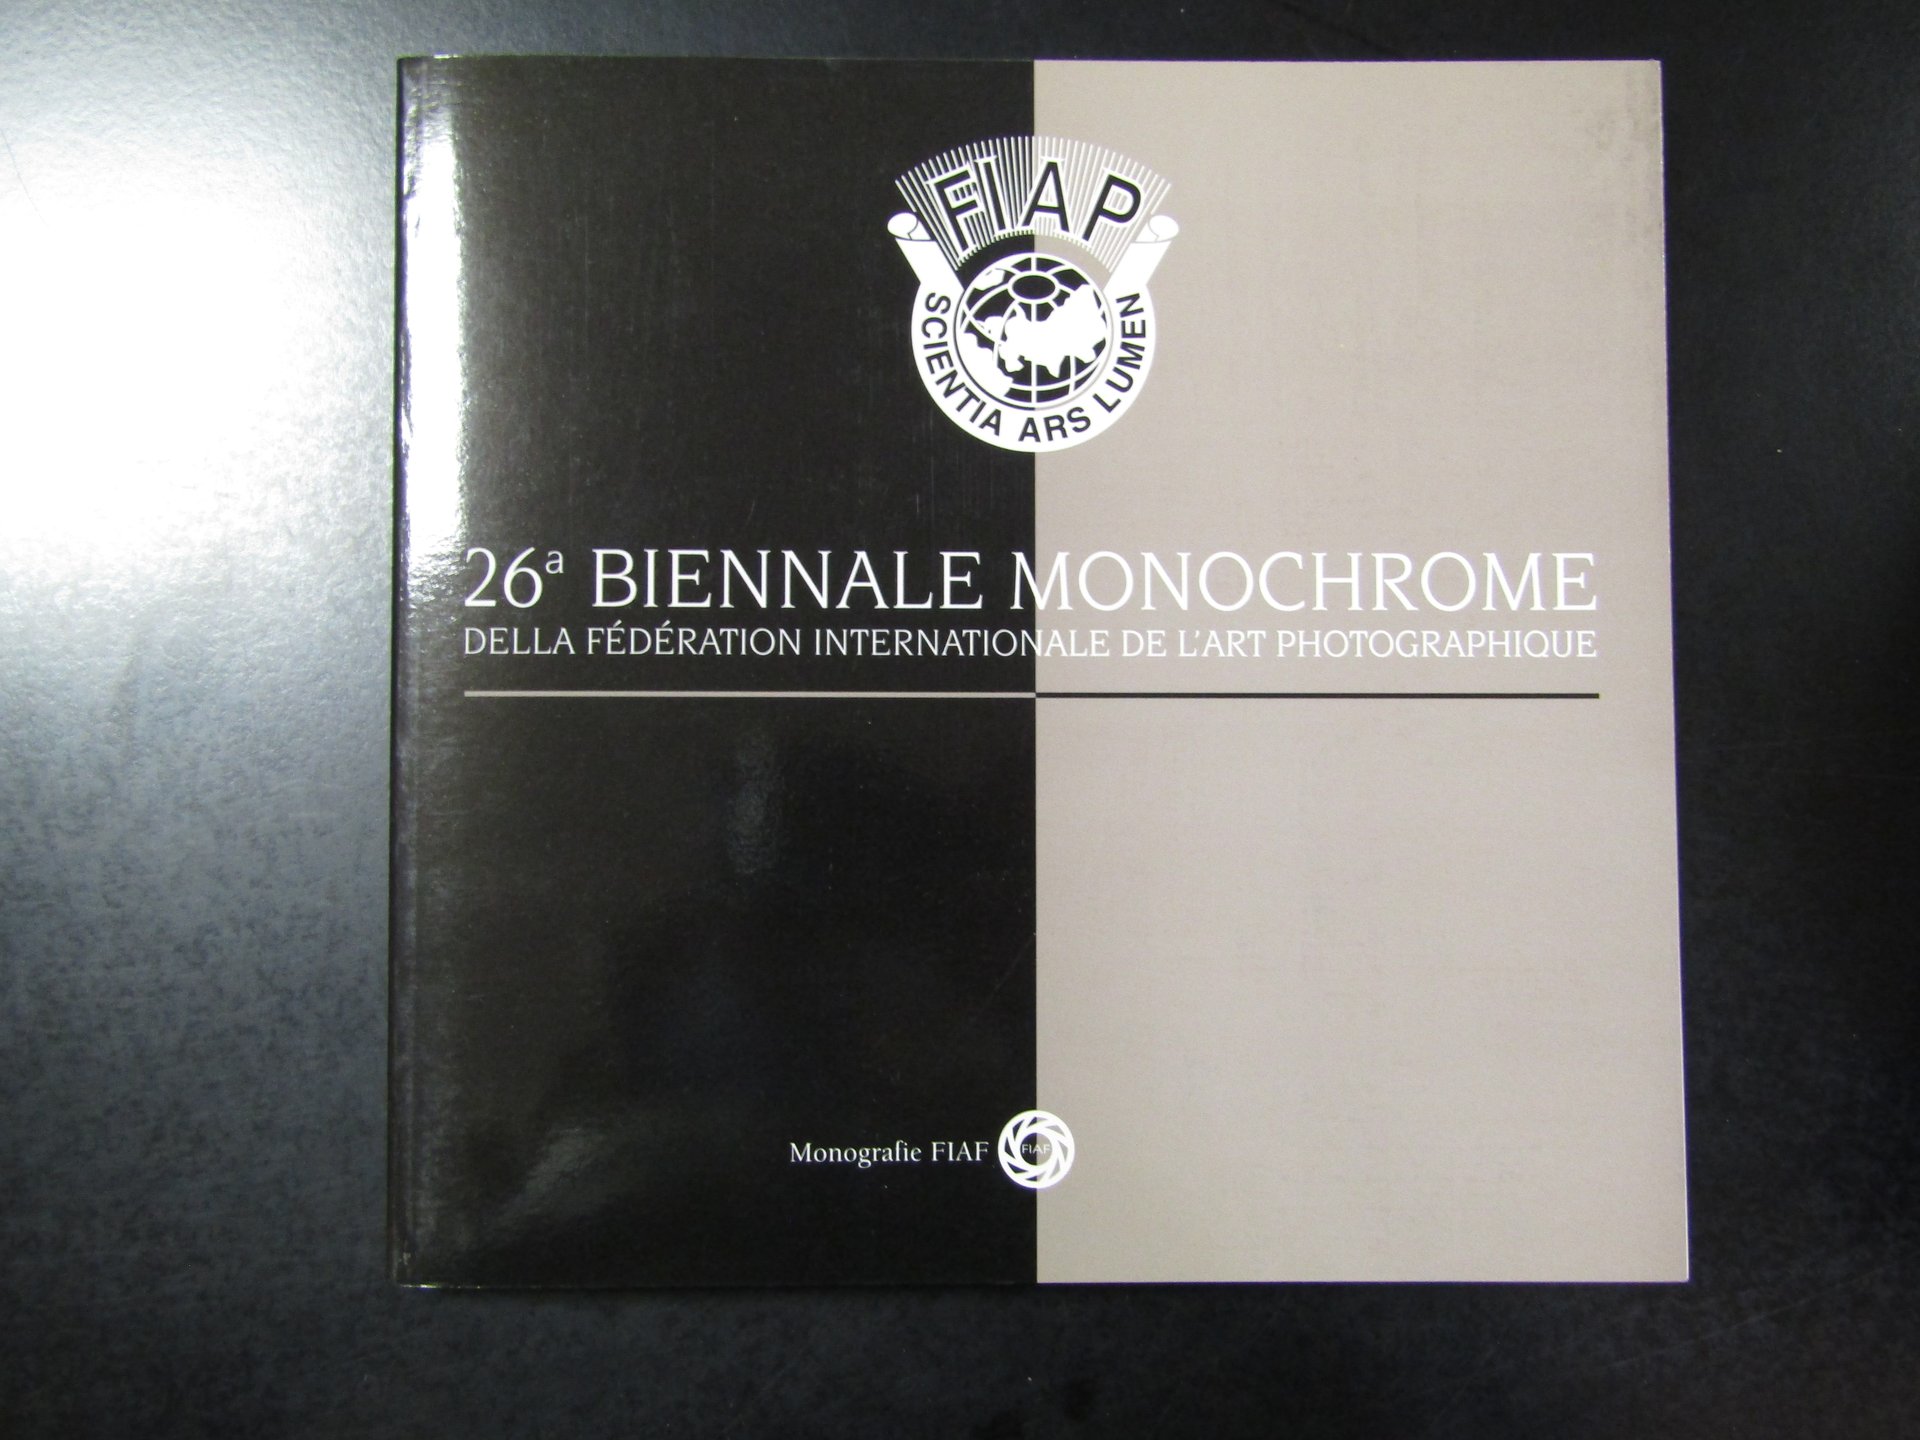 FIAP
SCIENTIA ARS LUMEN
26ª BIENNALE MONOCHROME
DELLA FÉDÉRATION INTERNATIONALE DE L'ART PHOTOGRAPHIQUE
Monografie FIAF
FIAF